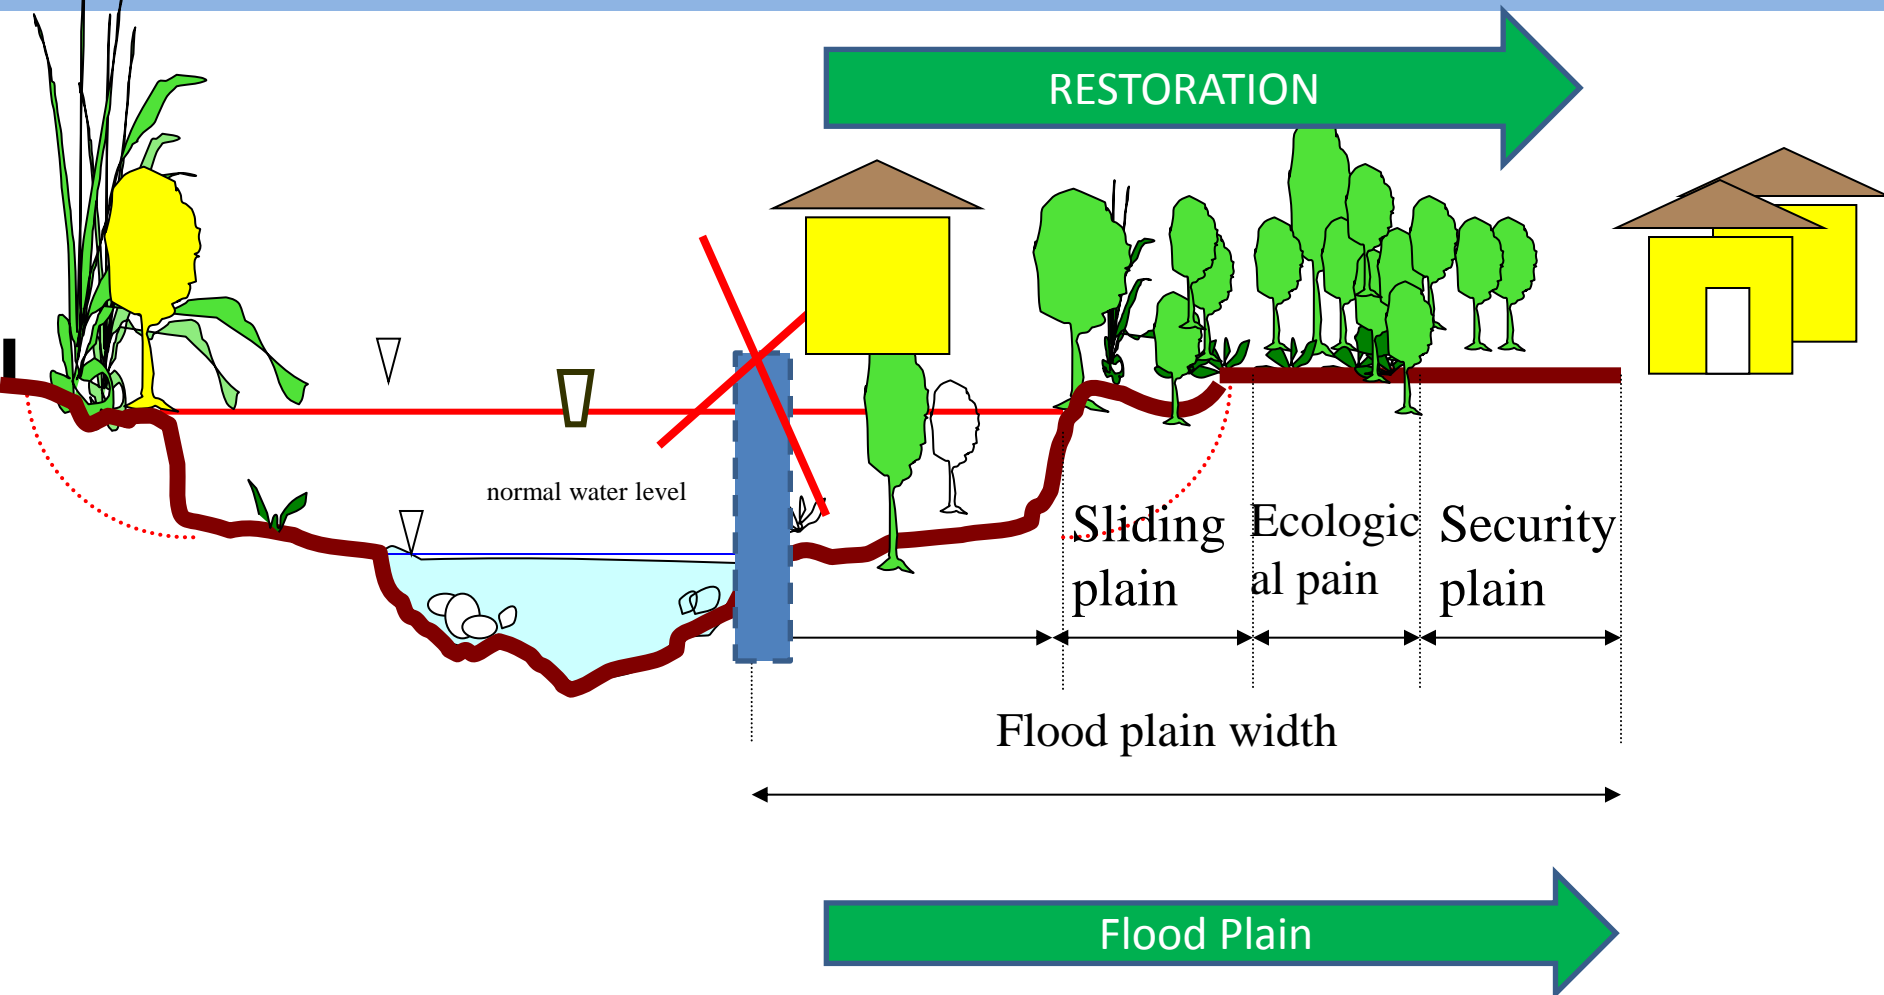 RESTORATION
normal water level
Sliding
plain
Ecologic
al pain
Security
plain
Flood plain width
Flood Plain